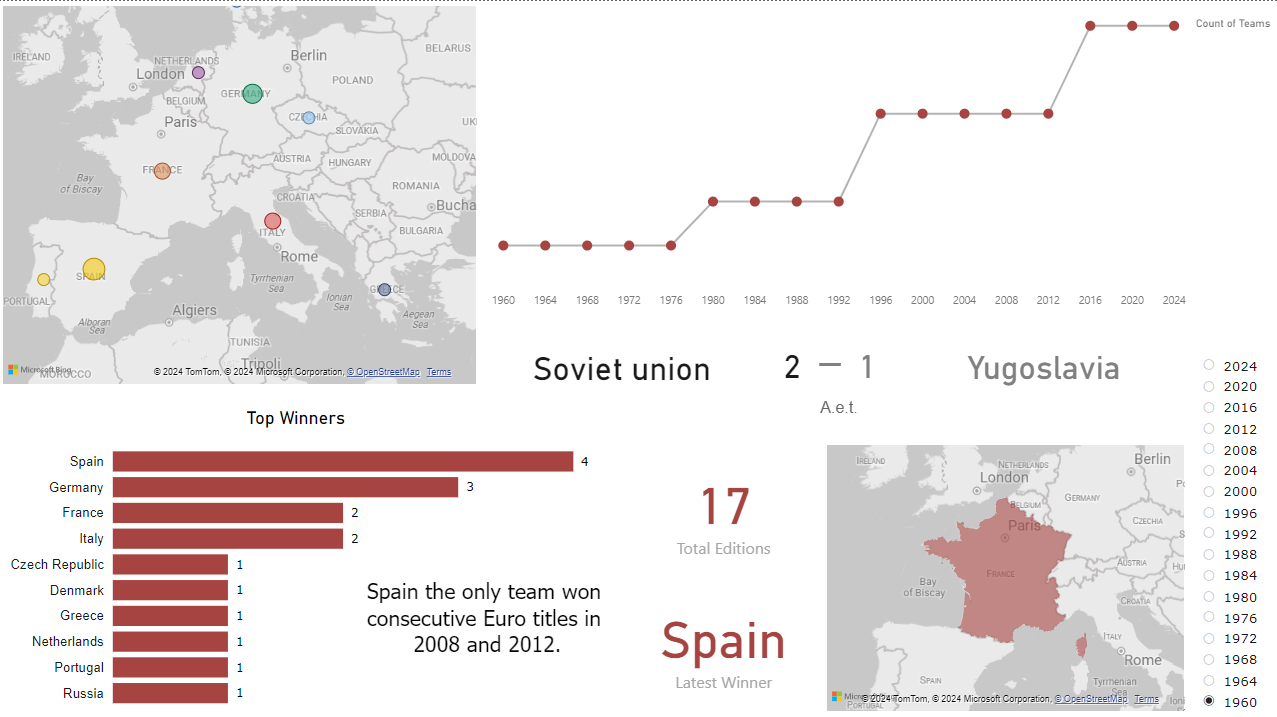 IRELAND
NETHERLANDS
London
Berlin
BELARUS
POLAND
GERMANY
BELGIUM
Paris
CZECHIA
SLOVAKIA
UKI
FRANCE
AUSTRIA
HUNGARY
MOLDOVA
Bay
of Biscay
ROMANIA
CROATIA
Bucha
SERBIA
ITALY
BULGARIA
Rome
SPAIN
Tyrrhenian
Sea
GREECE
PORTUGAL
Ionian
Sea
Algiers
Aegean
Sea
Alboran
Sea
TUNISIA
Tripoli
MOROCCO
Microsoft Bing
© 2024 TomTom, © 2024 Microsoft Corporation, © OpenStreetMap Terms
Count of Teams
1960 1964 1968 1972 1976 1980 1984 1988 1992 1996 2000 2004 2008 2012 2016 2020 2024
Soviet union 2 — 1 Yugoslavia
A.e.t.
Top Winners
Spain 4
Germany 3
France 2
Italy 2
Czech Republic 1
Denmark 1
Greece 1
Netherlands 1
Portugal 1
Russia 1
Spain the only team won
consecutive Euro titles in
2008 and 2012.
17
Total Editions
Spain
Latest Winner
IRELAND
NETHERLANDS
Berlin
London
GERMANY
BELGIUM
Paris
CZECHIA
AUSTRIA
FRANCE
Bay
of Biscay
CROATIA
ITALY
Rome
SPAIN
Tyrrhenian
Sea
PORTUGAL
© 2024 TomTom, © 2024 Microsoft Corporation, © OpenStreetMap Terms
2024
2020
2016
2012
2008
2004
2000
1996
1992
1988
1984
1980
1976
1972
1968
1964
1960